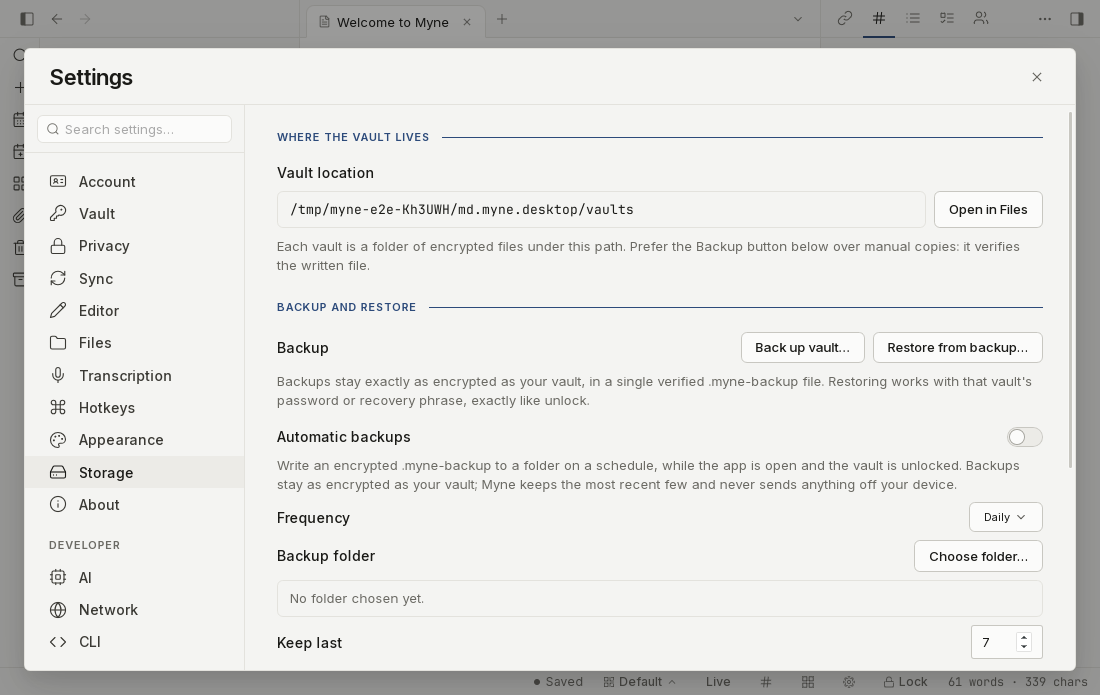 Welcome to Myne
Settings
Search settings...
Account
Vault
Privacy
Sync
Editor
Files
Transcription
Hotkeys
Appearance
Storage
About
DEVELOPER
AI
Network
CLI
WHERE THE VAULT LIVES
Vault location
/tmp/myne-e2e-Kh3UWH/md.myne.desktop/vaults
Open in Files
Each vault is a folder of encrypted files under this path. Prefer the Backup button below over manual copies: it verifies
the written file.
BACKUP AND RESTORE
Backup
Back up vault...
Restore from backup...
Backups stay exactly as encrypted as your vault, in a single verified .myne-backup file. Restoring works with that vault's
password or recovery phrase, exactly like unlock.
Automatic backups
Write an encrypted .myne-backup to a folder on a schedule, while the app is open and the vault is unlocked. Backups
stay as encrypted as your vault; Myne keeps the most recent few and never sends anything off your device.
Frequency
Daily
Backup folder
Choose folder...
No folder chosen yet.
Keep last
7
Saved
Default
Live
Lock
61 words · 339 chars